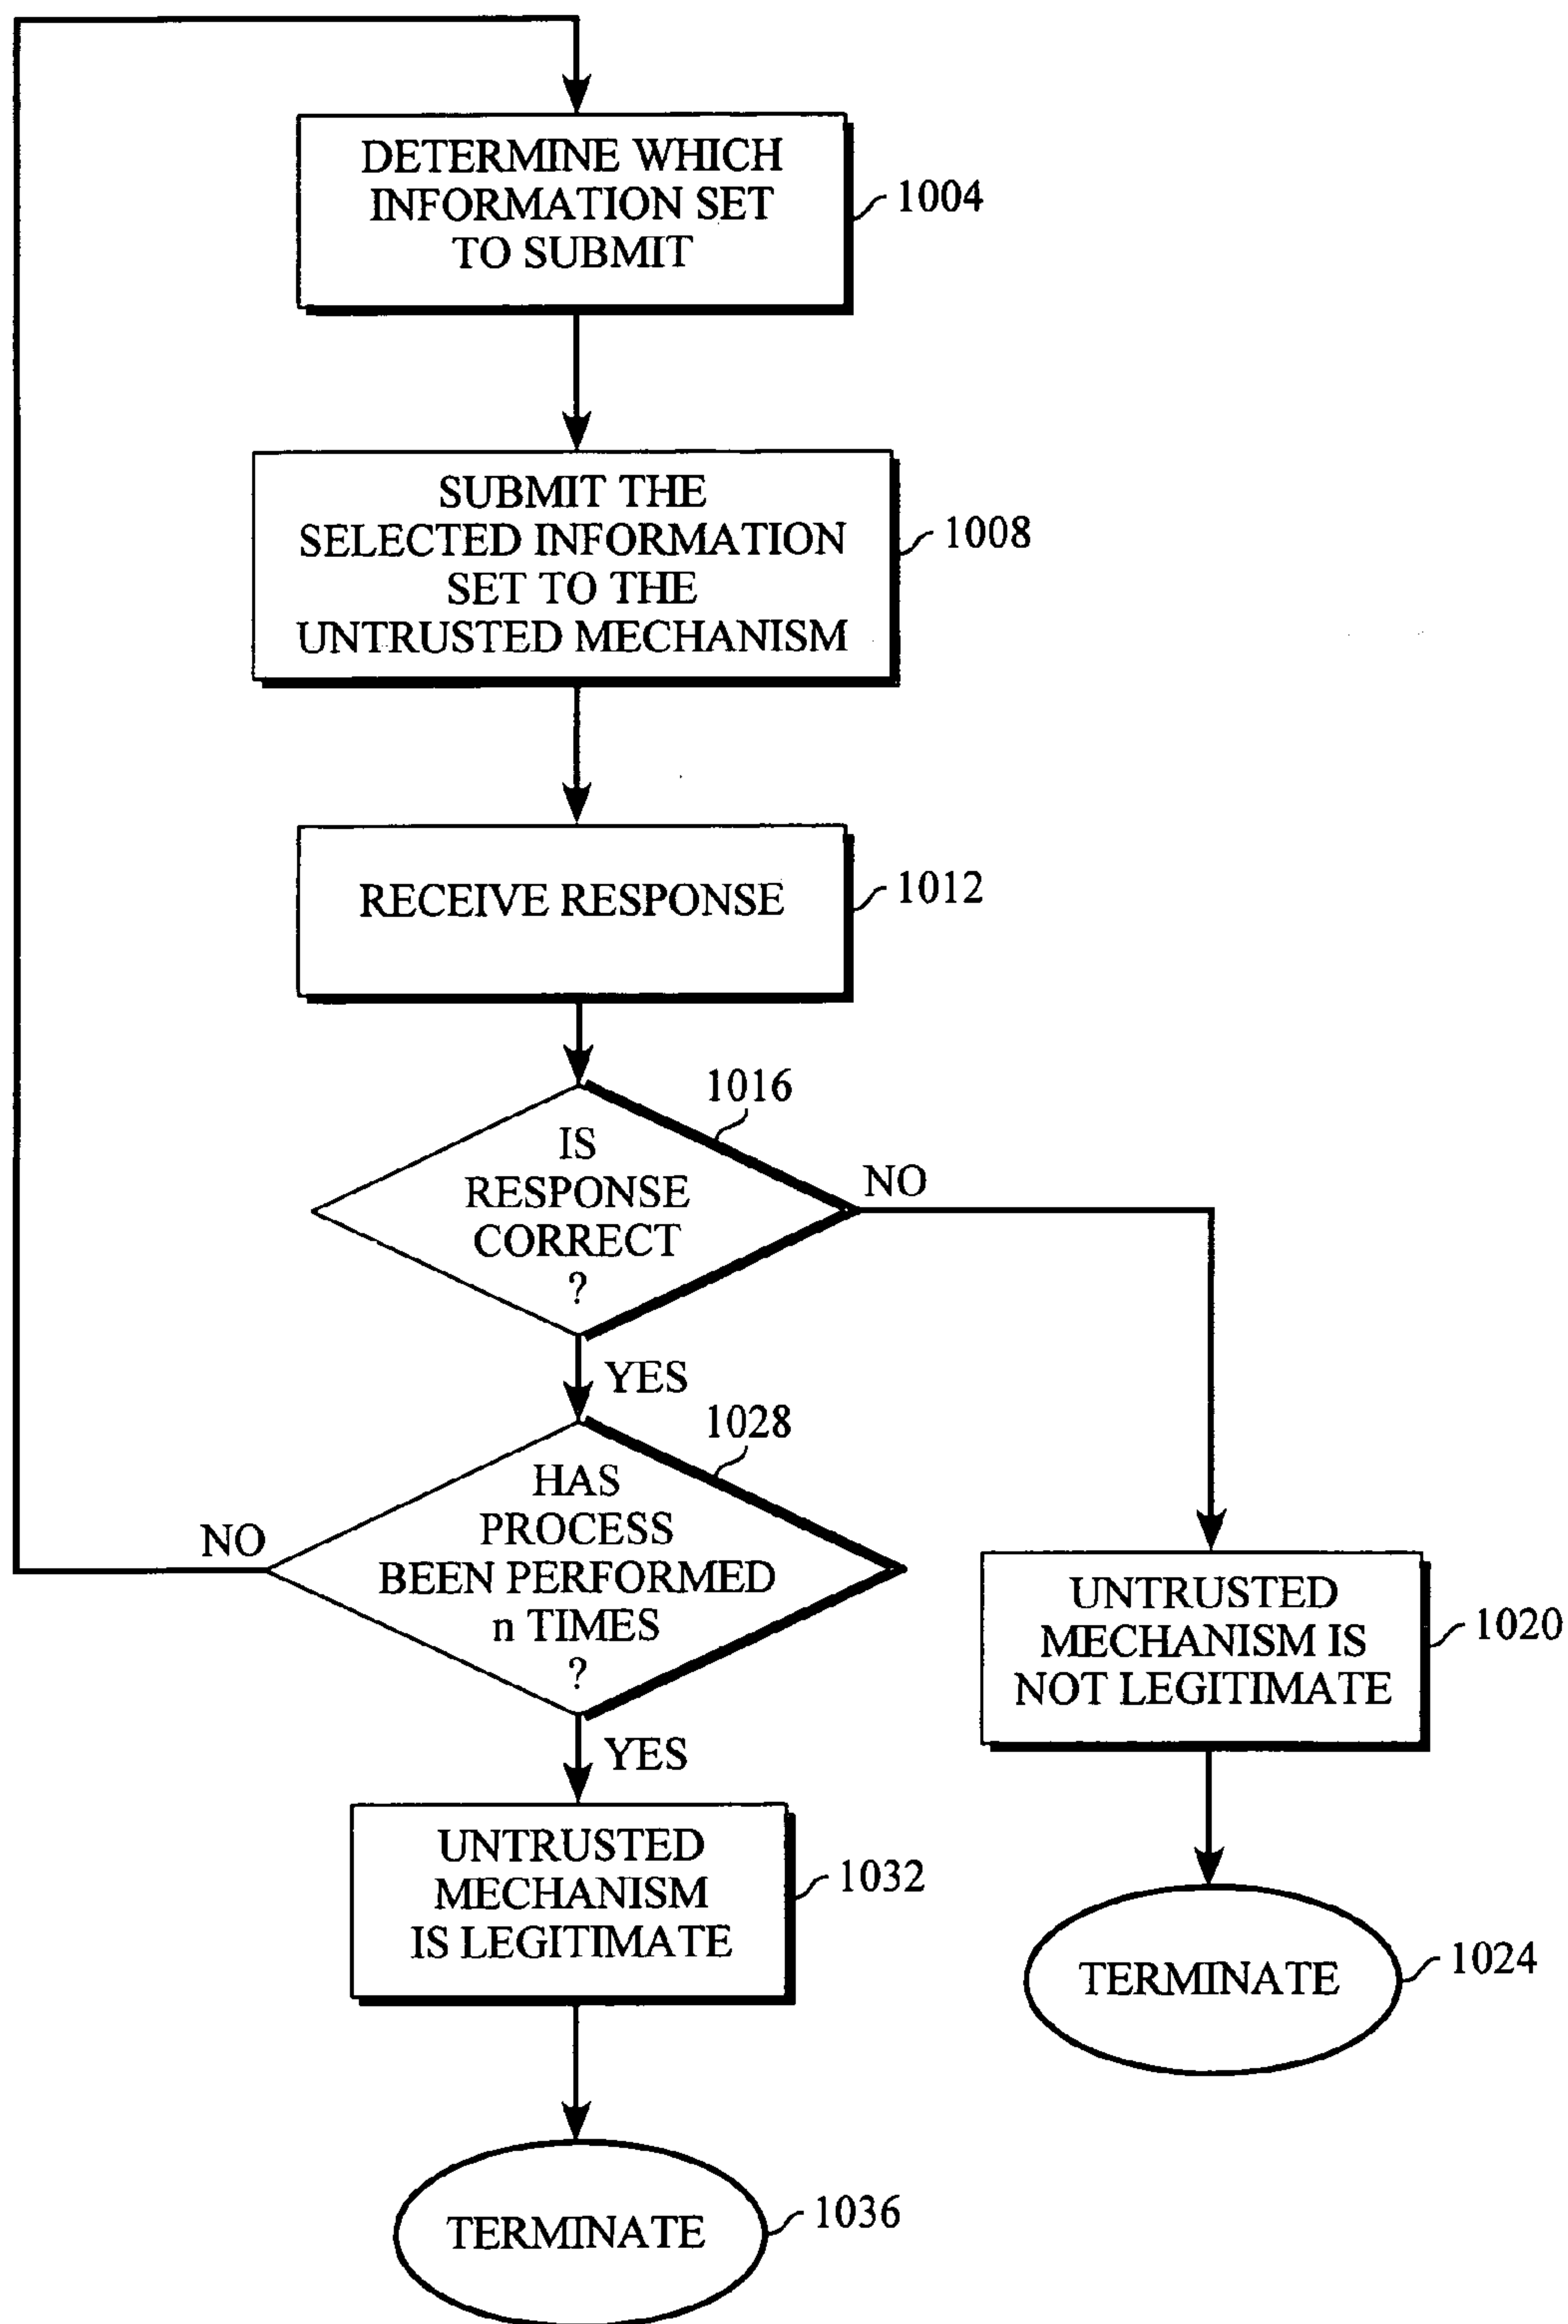 DETERMINE WHICH
INFORMATION SET
TO SUBMIT
1004
SUBMIT THE
SELECTED INFORMATION
SET TO THE
UNTRUSTED MECHANISM
1008
RECEIVE RESPONSE
1012
1016
IS
RESPONSE
CORRECT
?
NO
YES
1028
HAS
PROCESS
BEEN PERFORMED
n TIMES
?
NO
YES
UNTRUSTED
MECHANISM IS
NOT LEGITIMATE
1020
UNTRUSTED
MECHANISM
IS LEGITIMATE
1032
TERMINATE
1024
TERMINATE
1036